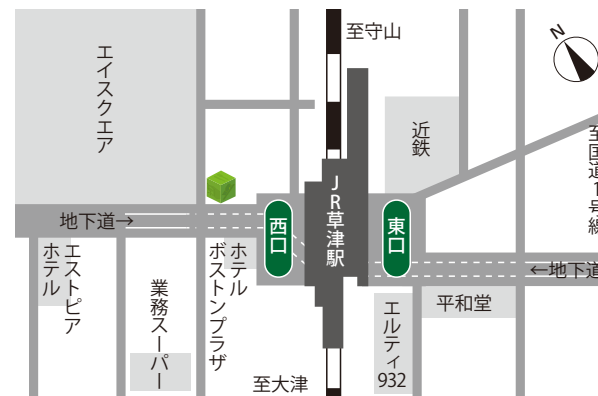 至守山
N
エイスクエア
近鉄
至国道1号線
JR草津駅
地下道→
西口
東口
←地下道
ホテル
エストピア
業務スーパー
ホテル
ボストンプラザ
エルティ
932
平和堂
至大津